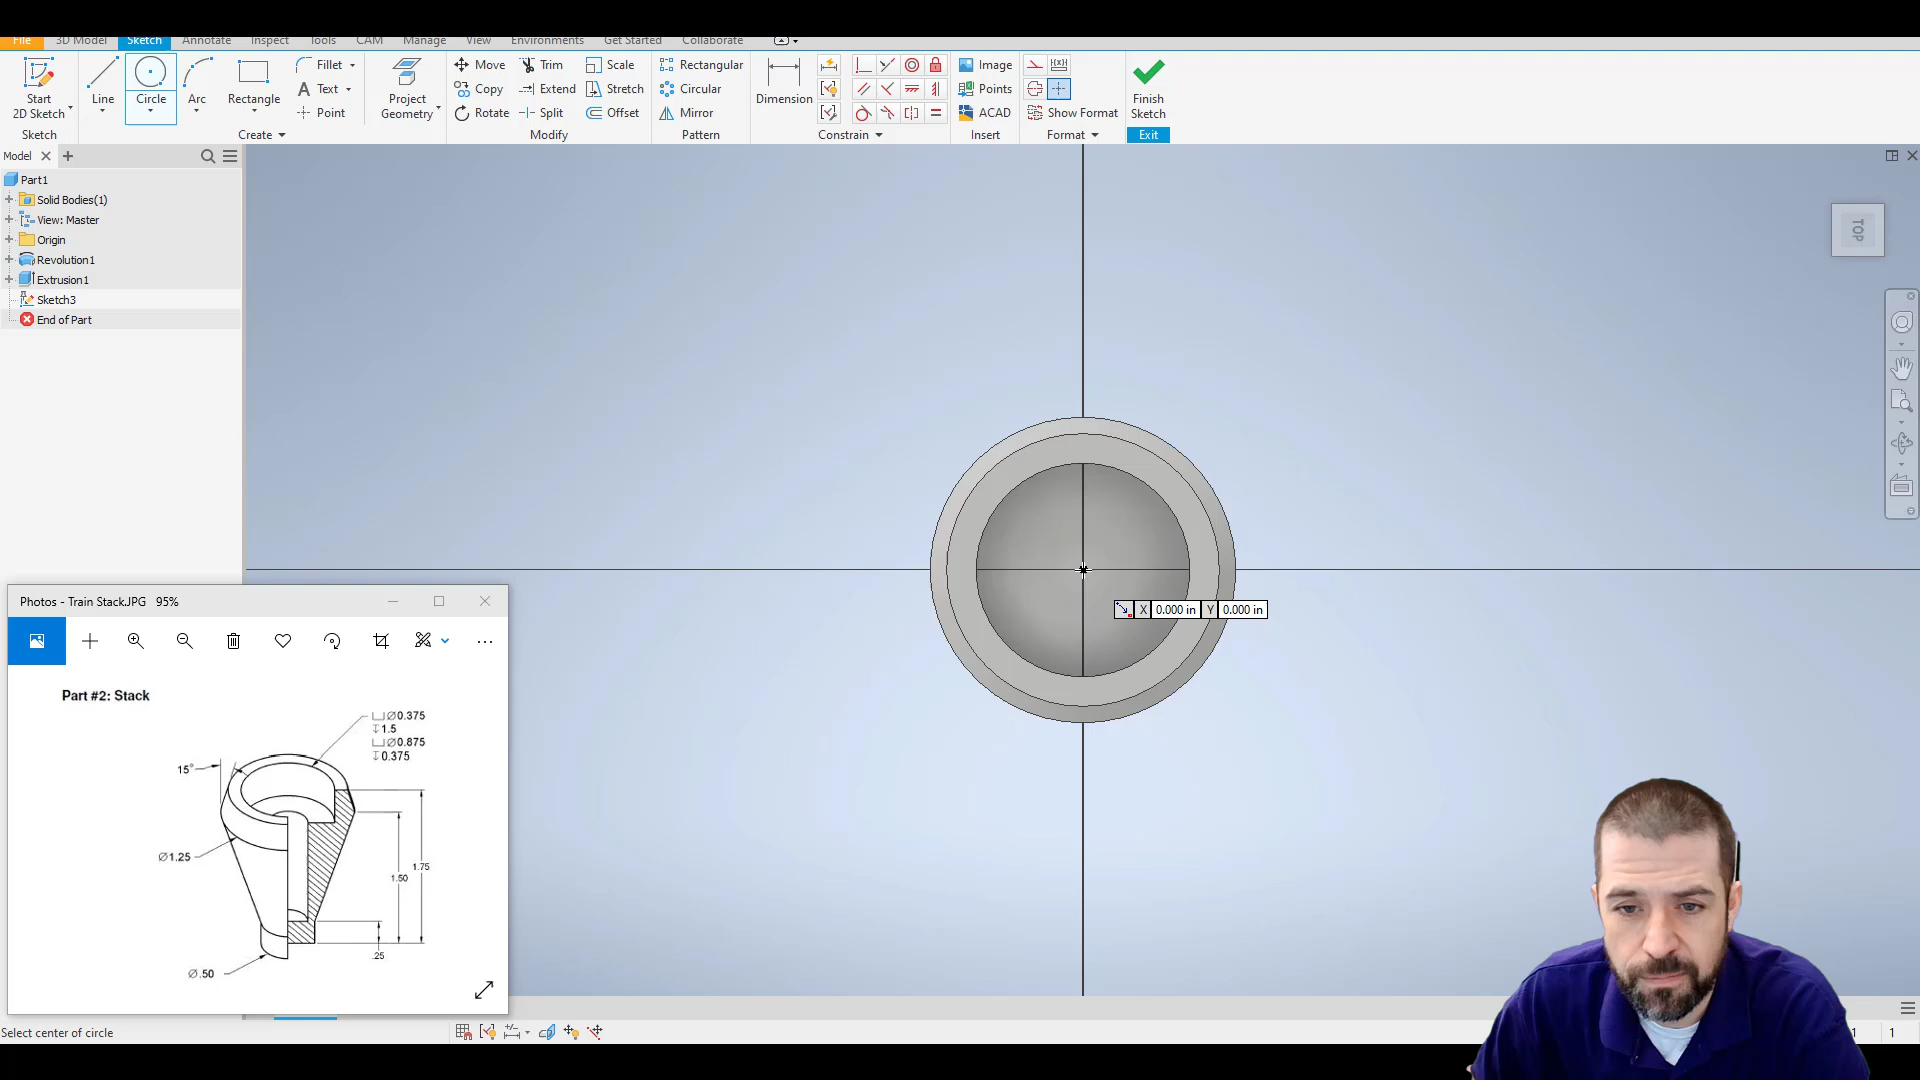 File 3D Model Sketch Annotate Inspect Tools CAM Manage View Environments Get Started Collaborate
Start
2D Sketch
Line
Circle
Arc
Rectangle
Fillet
Text
Point
Project
Geometry
Move
Copy
Rotate
Trim
Extend
Split
Scale
Stretch
Offset
Rectangular
Circular
Mirror
Dimension
Image
Points
ACAD
Show Format
Finish
Sketch
Sketch Create Modify Pattern Constrain Insert Format Exit
Model
Part1
Solid Bodies(1)
View: Master
Origin
Revolution1
Extrusion1
Sketch3
End of Part
TOP
X 0.000 in Y 0.000 in
Photos - Train Stack.JPG 95%
Part #2: Stack
⌴∅0.375
↧1.5
⌴∅0.875
↧0.375
15°
∅1.25
1.75
1.50
.25
∅.50
Select center of circle
1 1